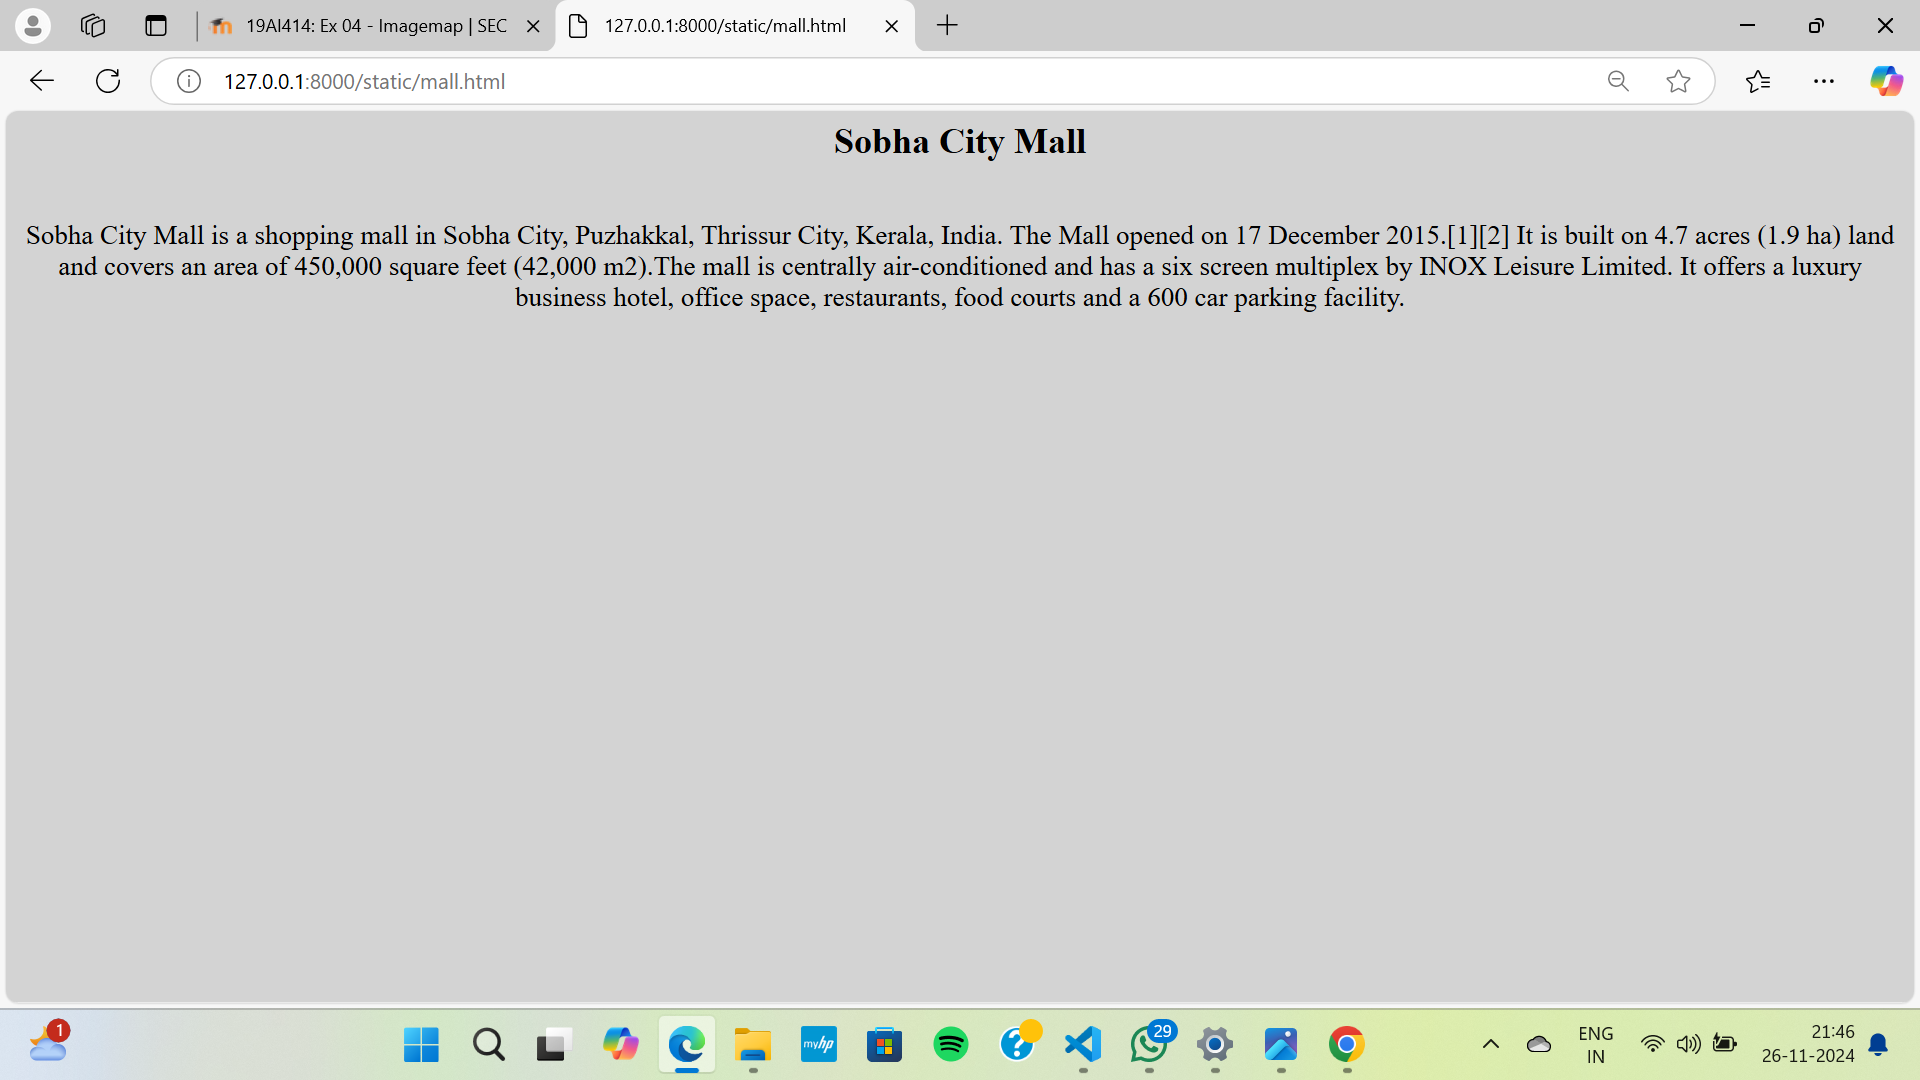 19AI414: Ex 04 - Imagemap | SEC
127.0.0.1:8000/static/mall.html
127.0.0.1:8000/static/mall.html
Sobha City Mall
Sobha City Mall is a shopping mall in Sobha City, Puzhakkal, Thrissur City, Kerala, India. The Mall opened on 17 December 2015.[1][2] It is built on 4.7 acres (1.9 ha) land
and covers an area of 450,000 square feet (42,000 m2).The mall is centrally air-conditioned and has a six screen multiplex by INOX Leisure Limited. It offers a luxury
business hotel, office space, restaurants, food courts and a 600 car parking facility.
1
myhp
29
ENG
IN
21:46
26-11-2024